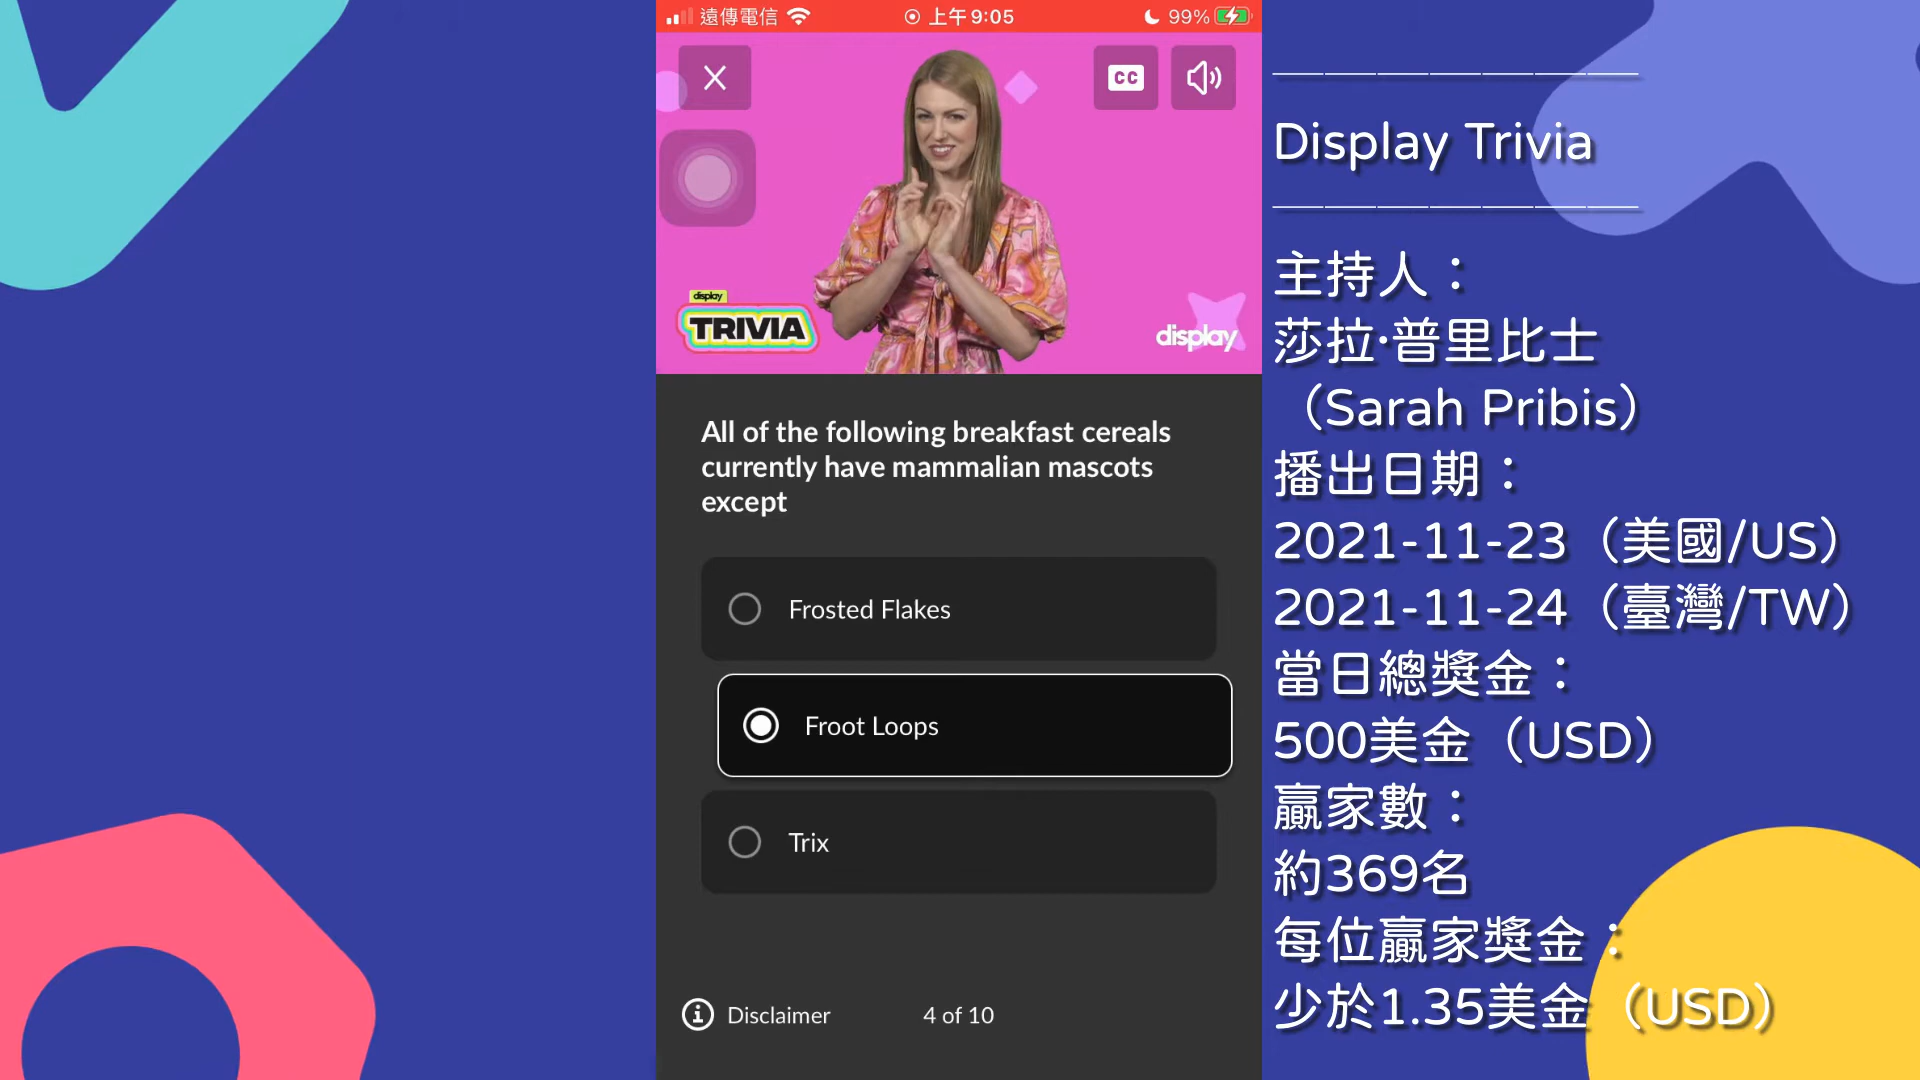 遠傳電信
上午9:05
99%
CC
display
TRIVIA
display
All of the following breakfast cereals
currently have mammalian mascots
except
Frosted Flakes
Froot Loops
Trix
Disclaimer
4 of 10
Display Trivia
主持人：
莎拉·普里比士
（Sarah Pribis）
播出日期：
2021-11-23（美國/US）
2021-11-24（臺灣/TW）
當日總獎金：
500美金（USD）
贏家數：
約369名
每位贏家獎金：
少於1.35美金（USD）